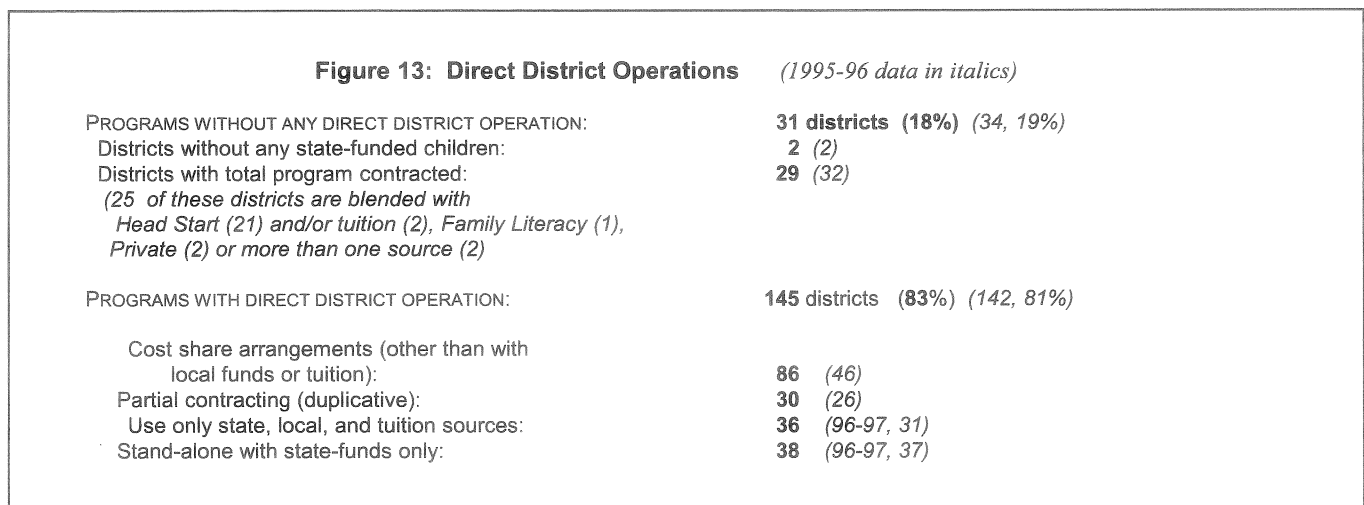 Figure 13: Direct District Operations (1995-96 data in italics)
PROGRAMS WITHOUT ANY DIRECT DISTRICT OPERATION: 31 districts (18%) (34, 19%)
Districts without any state-funded children: 2 (2)
Districts with total program contracted: 29 (32)
(25 of these districts are blended with
Head Start (21) and/or tuition (2), Family Literacy (1),
Private (2) or more than one source (2)
PROGRAMS WITH DIRECT DISTRICT OPERATION: 145 districts (83%) (142, 81%)
Cost share arrangements (other than with
local funds or tuition): 86 (46)
Partial contracting (duplicative): 30 (26)
Use only state, local, and tuition sources: 36 (96-97, 31)
Stand-alone with state-funds only: 38 (96-97, 37)